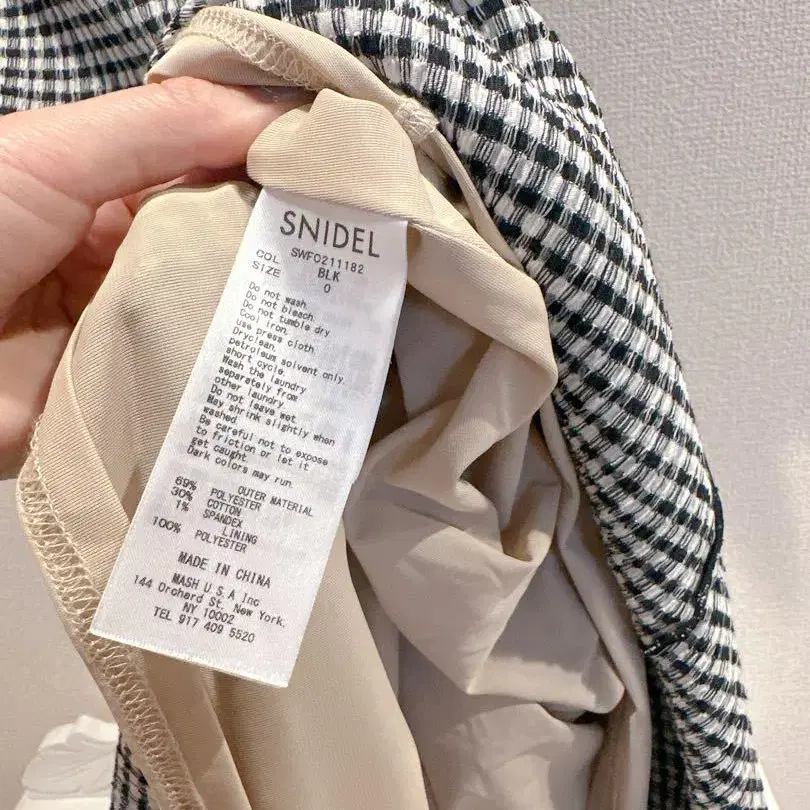 SNIDEL
SWFO211182
COL BLK
SIZE 0
Do not wash.
Do not bleach.
Do not tumble dry
Cool iron.
use press cloth
Dryclean.
petroleum solvent only.
short cycle.
Wash the laundry
separately from
other laundry.
Do not leave wet.
May shrink slightly when
washed.
Be careful not to expose
to friction or let it
get caught.
Dark colors may run.
OUTER MATERIAL
69% POLYESTER
30% COTTON
1% SPANDEX
LINING
100% POLYESTER
MADE IN CHINA
MASH U.S.A Inc
144 Orcherd St. New York.
NY 10002
TEL 917 409 5520